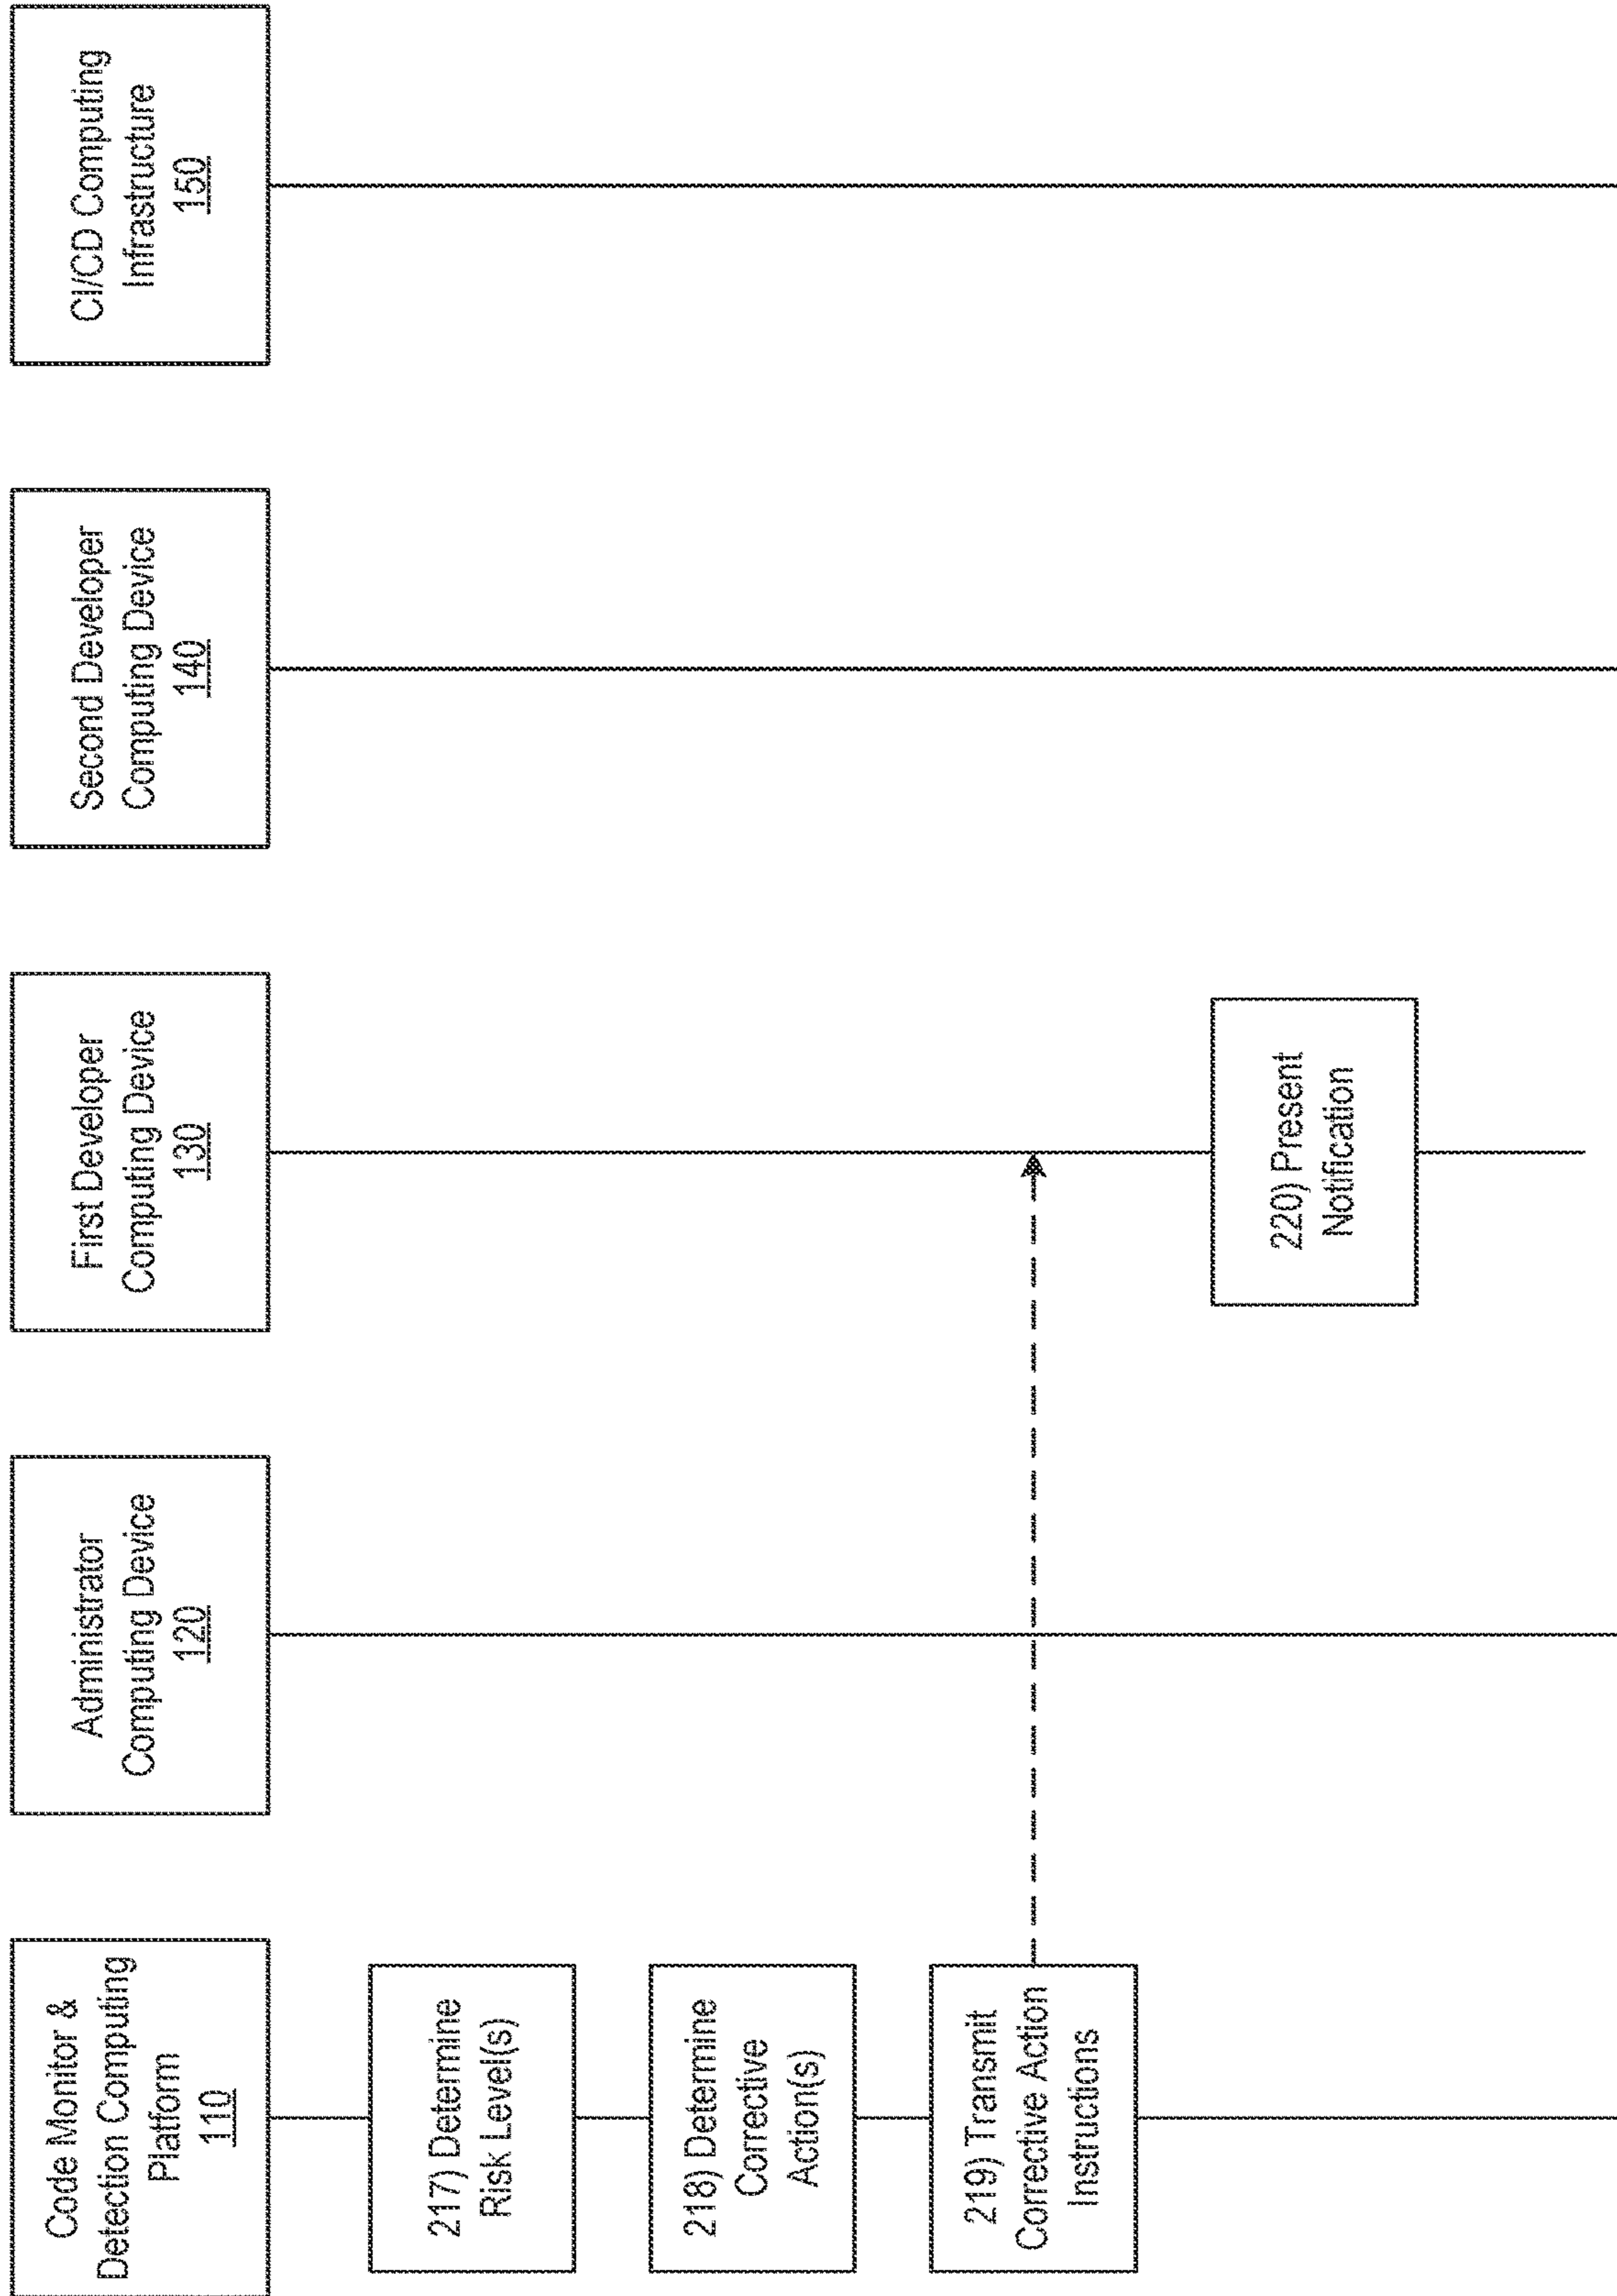 Code Monitor &
Detection Computing
Platform
110
Administrator
Computing Device
120
First Developer
Computing Device
130
Second Developer
Computing Device
140
CI/CD Computing
Infrastructure
150
217) Determine
Risk Level(s)
218) Determine
Corrective
Action(s)
219) Transmit
Corrective Action
Instructions
220) Present
Notification